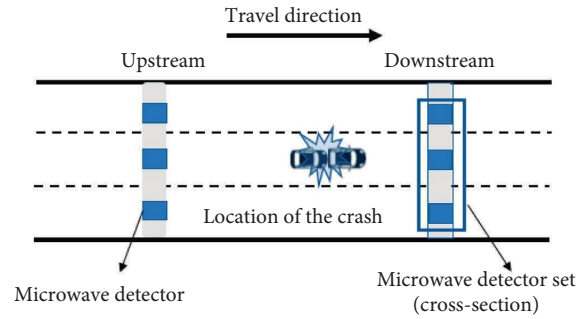 Travel direction
Upstream
Downstream
Location of the crash
Microwave detector
Microwave detector set
(cross-section)